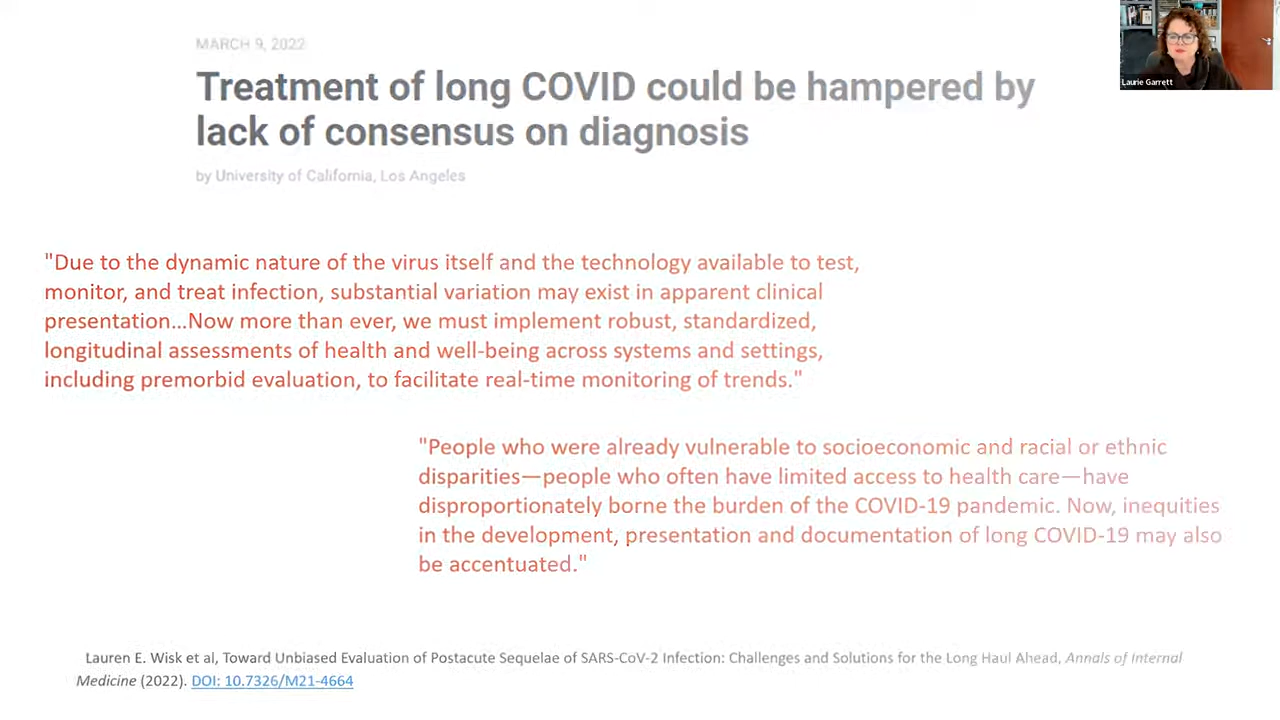 MARCH 9, 2022
Treatment of long COVID could be hampered by
lack of consensus on diagnosis
by University of California, Los Angeles
Laurie Garrett
"Due to the dynamic nature of the virus itself and the technology available to test,
monitor, and treat infection, substantial variation may exist in apparent clinical
presentation...Now more than ever, we must implement robust, standardized,
longitudinal assessments of health and well-being across systems and settings,
including premorbid evaluation, to facilitate real-time monitoring of trends."
"People who were already vulnerable to socioeconomic and racial or ethnic
disparities—people who often have limited access to health care—have
disproportionately borne the burden of the COVID-19 pandemic. Now, inequities
in the development, presentation and documentation of long COVID-19 may also
be accentuated."
Lauren E. Wisk et al, Toward Unbiased Evaluation of Postacute Sequelae of SARS-CoV-2 Infection: Challenges and Solutions for the Long Haul Ahead, Annals of Internal
Medicine (2022). DOI: 10.7326/M21-4664